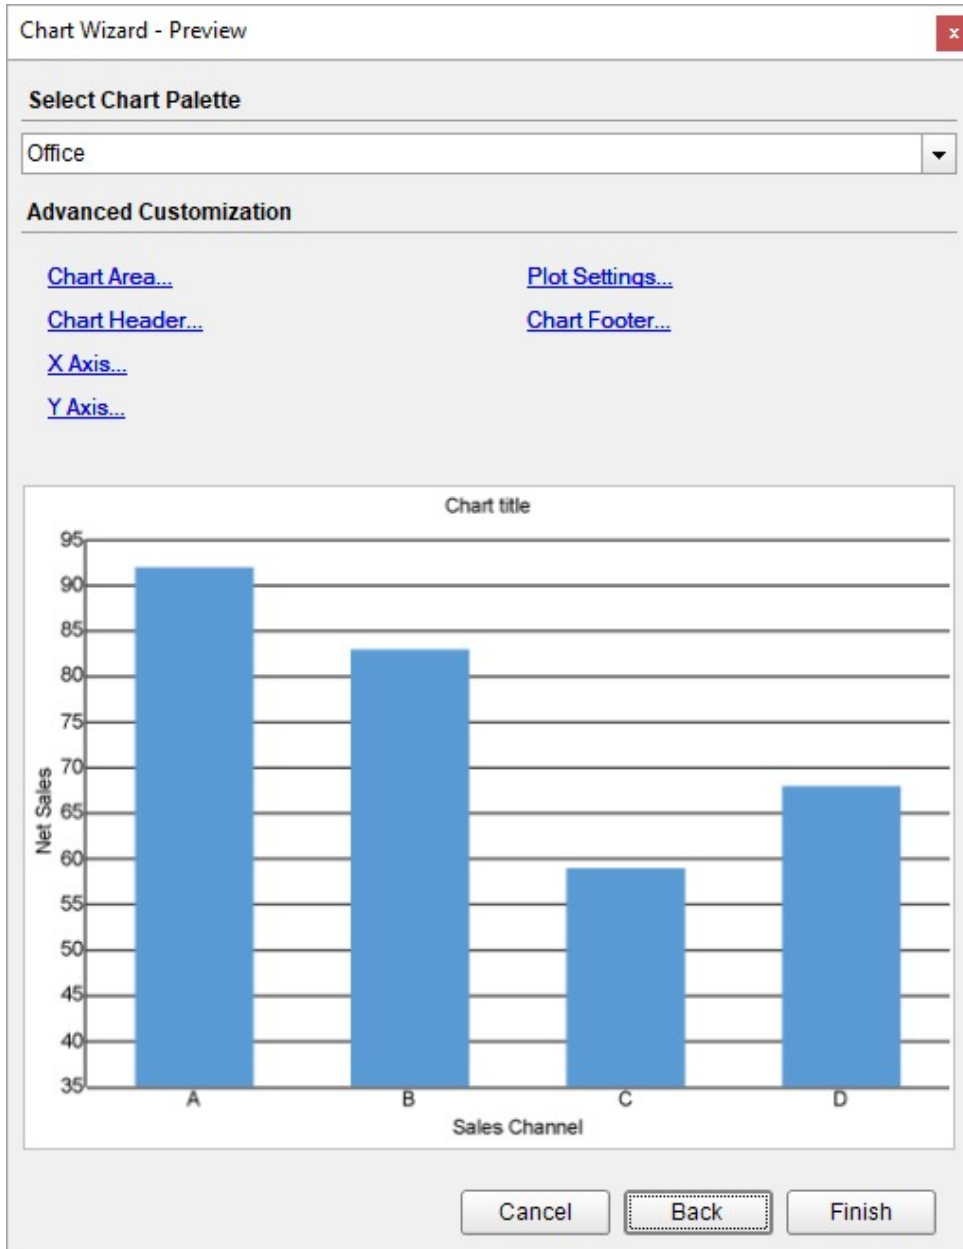 Chart Wizard - Preview
x
Select Chart Palette
Office
Advanced Customization
Chart Area...
Plot Settings...
Chart Header...
Chart Footer...
X Axis...
Y Axis...
Chart title
95
90
85
80
75
70
65
60
55
50
45
40
35
Net Sales
A B C D
Sales Channel
Cancel Back Finish